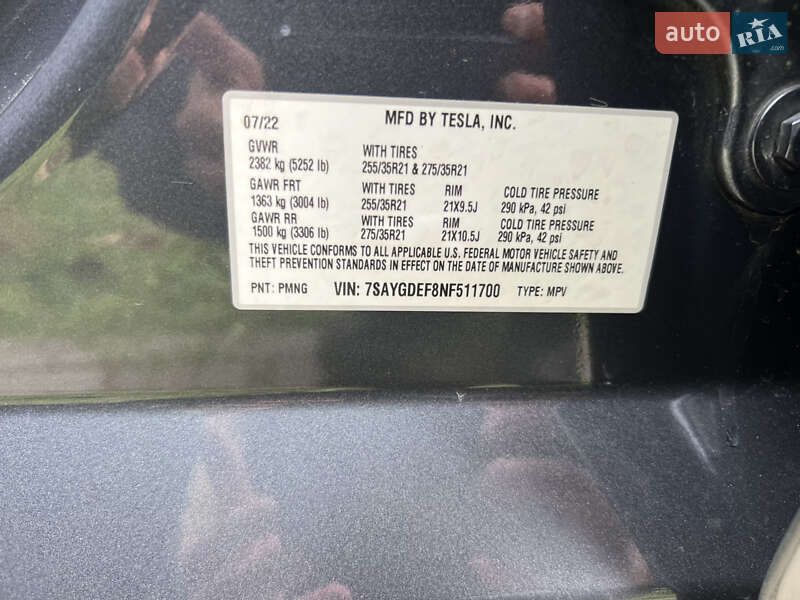 auto RIA.com
07/22 MFD BY TESLA, INC.
GVWR WITH TIRES
2382 kg (5252 lb) 255/35R21 & 275/35R21
GAWR FRT WITH TIRES RIM COLD TIRE PRESSURE
1363 kg (3004 lb) 255/35R21 21X9.5J 290 kPa, 42 psi
GAWR RR WITH TIRES RIM COLD TIRE PRESSURE
1500 kg (3306 lb) 275/35R21 21X10.5J 290 kPa, 42 psi
THIS VEHICLE CONFORMS TO ALL APPLICABLE U.S. FEDERAL MOTOR VEHICLE SAFETY AND
THEFT PREVENTION STANDARDS IN EFFECT ON THE DATE OF MANUFACTURE SHOWN ABOVE.
PNT: PMNG VIN: 7SAYGDEF8NF511700 TYPE: MPV